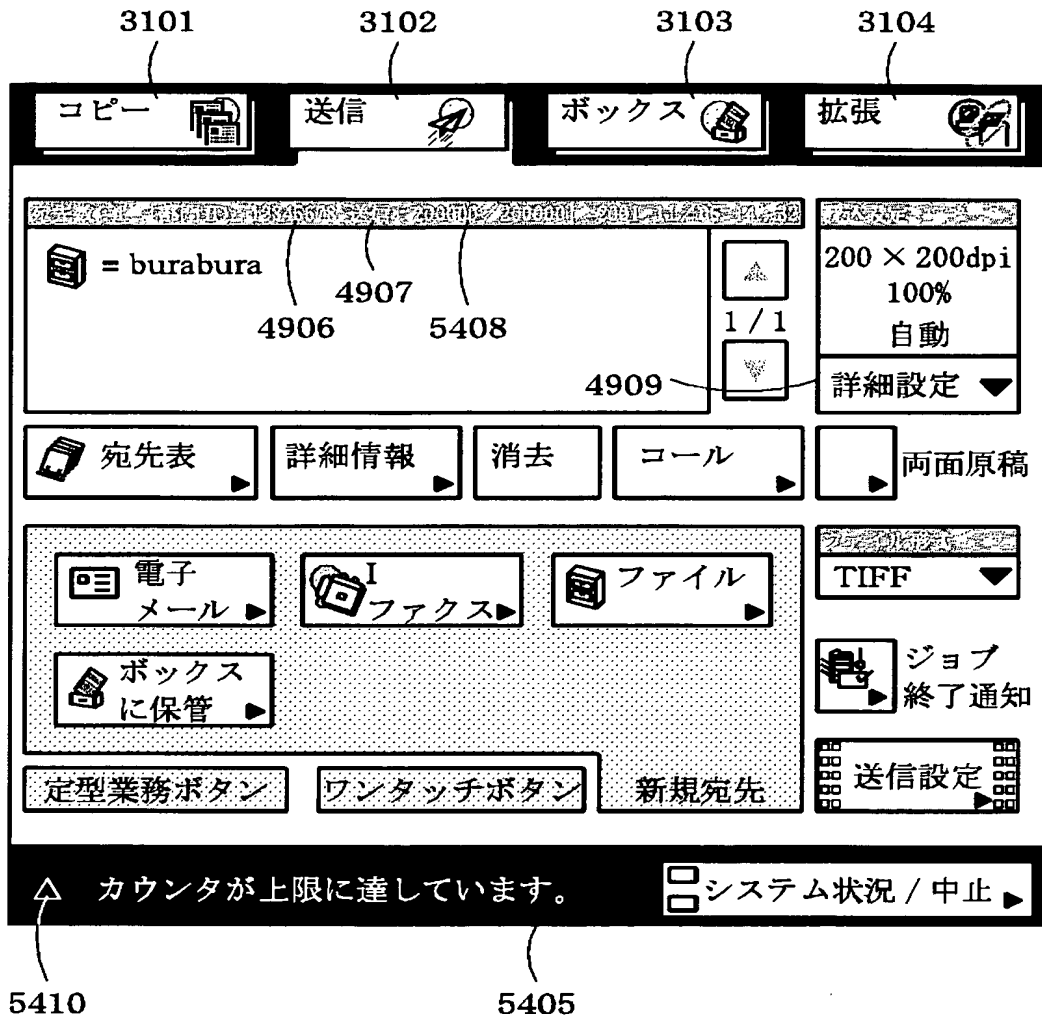 3101 3102 3103 3104
コピー 送信 ボックス 拡張
= burabura
4906 4907 5408
1 / 1
200 × 200dpi
100%
自動
4909
詳細設定
宛先表 詳細情報 消去 コール 両面原稿
電子
メール
I
ファクス
ファイル
TIFF
ボックス
に保管
ジョブ
終了通知
定型業務ボタン ワンタッチボタン 新規宛先 送信設定
カウンタが上限に達しています。 システム状況 / 中止
5410 5405